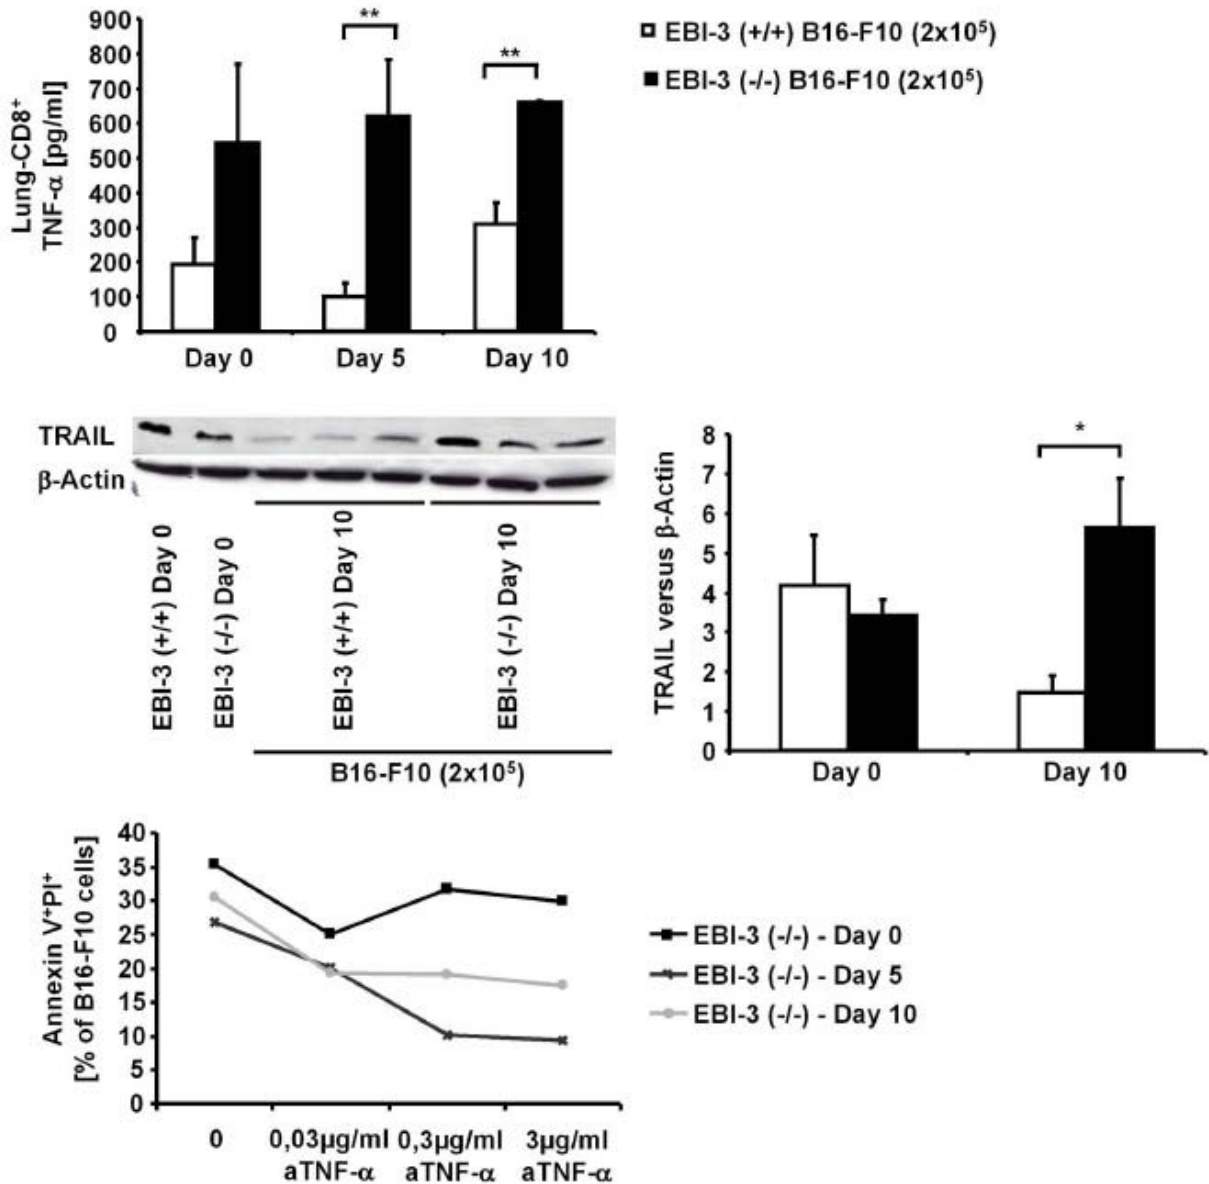 900
800
700
600
500
400
300
200
100
0
Lung-CD8⁺
TNF-α [pg/ml]
**
**
Day 0 Day 5 Day 10
EBI-3 (+/+) B16-F10 (2x10⁵)
EBI-3 (-/-) B16-F10 (2x10⁵)
TRAIL
β-Actin
EBI-3 (+/+) Day 0
EBI-3 (-/-) Day 0
EBI-3 (+/+) Day 10
EBI-3 (-/-) Day 10
B16-F10 (2x10⁵)
8
7
6
5
4
3
2
1
0
TRAIL versus β-Actin
*
Day 0 Day 10
40
35
30
25
20
15
10
5
0
Annexin V⁺PI⁺
[% of B16-F10 cells]
0 0,03µg/ml 0,3µg/ml 3µg/ml
aTNF-α aTNF-α aTNF-α
EBI-3 (-/-) - Day 0
EBI-3 (-/-) - Day 5
EBI-3 (-/-) - Day 10